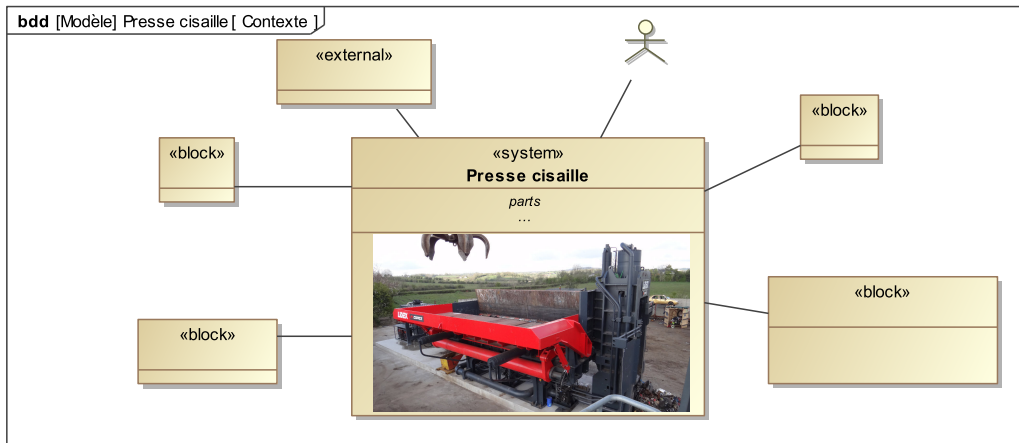 bdd [Modèle] Presse cisaille [ Contexte ]
«external»
«block»
«block»
«system»
Presse cisaille
parts
...
«block»
«block»